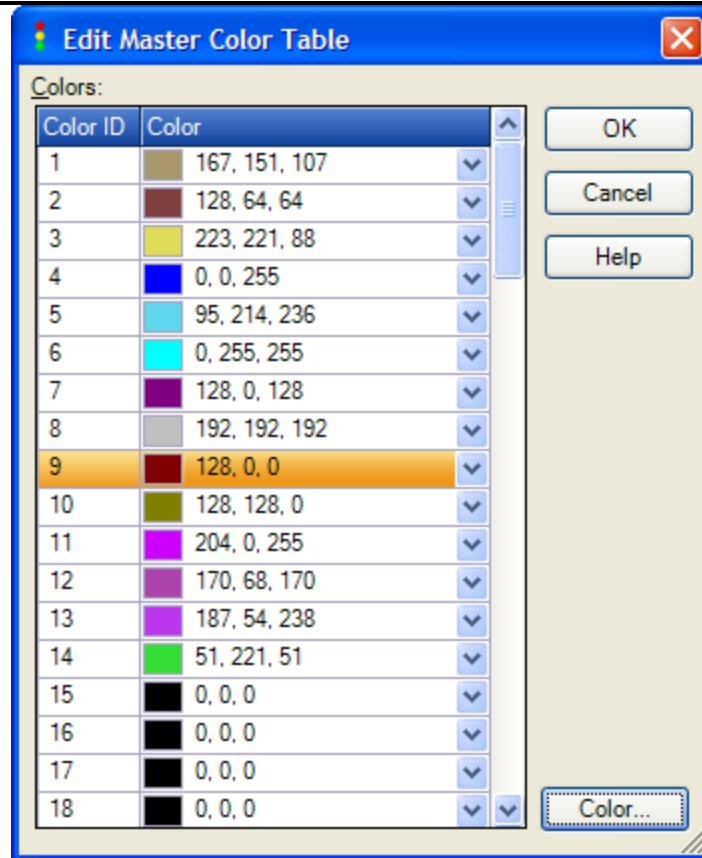 Edit Master Color Table
Colors:
Color ID Color
OK
1 167, 151, 107
2 128, 64, 64
Cancel
3 223, 221, 88
Help
4 0, 0, 255
5 95, 214, 236
6 0, 255, 255
7 128, 0, 128
8 192, 192, 192
9 128, 0, 0
10 128, 128, 0
11 204, 0, 255
12 170, 68, 170
13 187, 54, 238
14 51, 221, 51
15 0, 0, 0
16 0, 0, 0
17 0, 0, 0
18 0, 0, 0
Color...